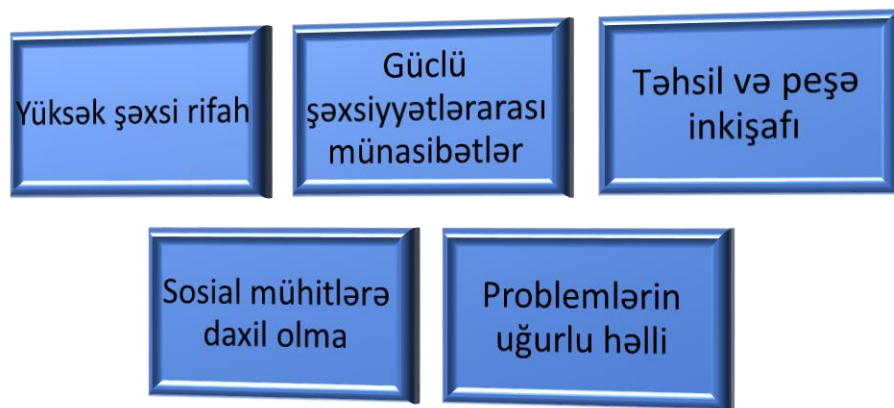 Yüksək şəxsi rifah
Güclü
şəxsiyyətlərarası
münasibətlər
Təhsil və peşə
inkişafı
Sosial mühitlərə
daxil olma
Problemlərin
uğurlu həlli